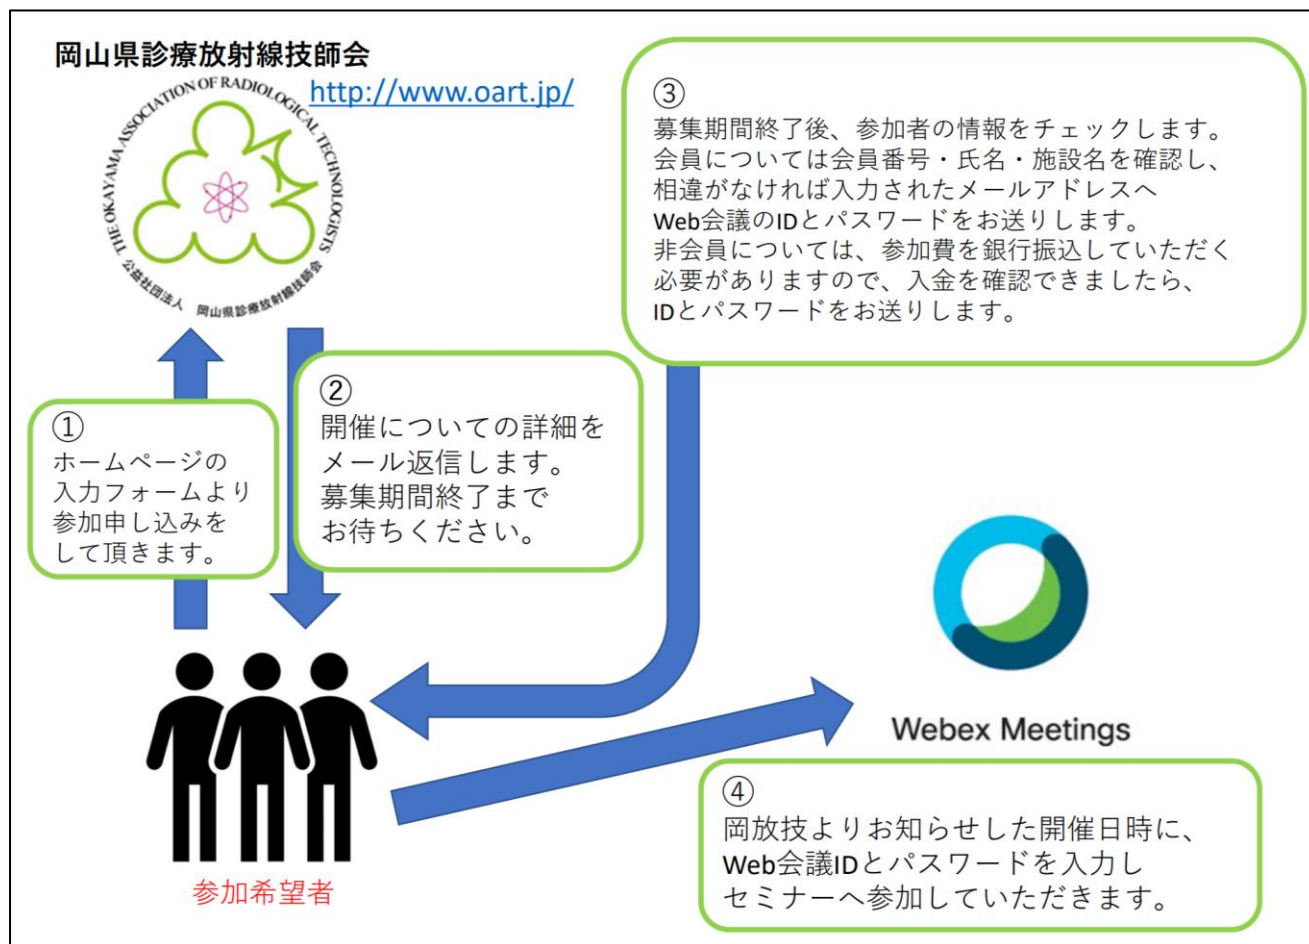 岡山県診療放射線技師会
http://www.oart.jp/
THE OKAYAMA ASSOCIATION OF RADIOLOGICAL TECHNOLOGISTS
公益社団法人 岡山県診療放射線技師会
①
ホームページの
入力フォームより
参加申し込みを
して頂きます。
②
開催についての詳細を
メール返信します。
募集期間終了まで
お待ちください。
③
募集期間終了後、参加者の情報をチェックします。
会員については会員番号・氏名・施設名を確認し、
相違がなければ入力されたメールアドレスへ
Web会議のIDとパスワードをお送りします。
非会員については、参加費を銀行振込していただく
必要がありますので、入金を確認できましたら、
IDとパスワードをお送りします。
参加希望者
Webex Meetings
④
岡放技よりお知らせした開催日時に、
Web会議IDとパスワードを入力し
セミナーへ参加していただきます。